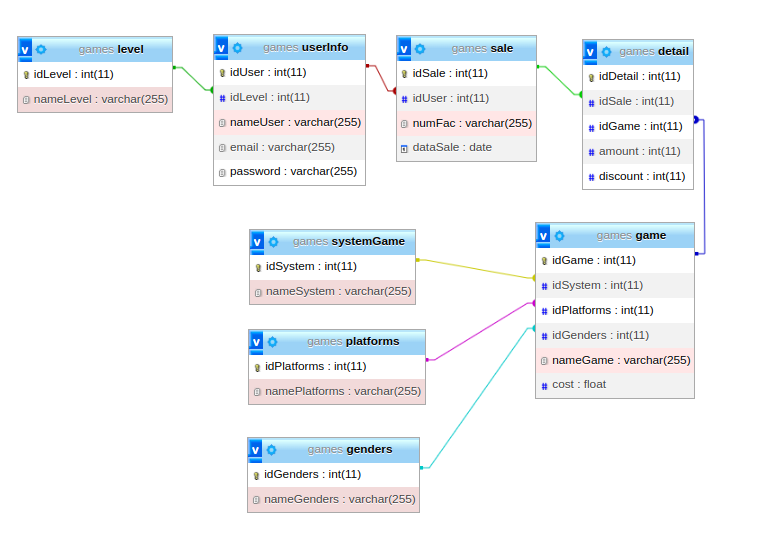 v games level
idLevel : int(11)
nameLevel : varchar(255)
v games userInfo
idUser : int(11)
idLevel : int(11)
nameUser : varchar(255)
email : varchar(255)
password : varchar(255)
v games sale
idSale : int(11)
idUser : int(11)
numFac : varchar(255)
dataSale : date
v games detail
idDetail : int(11)
idSale : int(11)
idGame : int(11)
amount : int(11)
discount : int(11)
v games systemGame
idSystem : int(11)
nameSystem : varchar(255)
v games platforms
idPlatforms : int(11)
namePlatforms : varchar(255)
v games genders
idGenders : int(11)
nameGenders : varchar(255)
v games game
idGame : int(11)
idSystem : int(11)
idPlatforms : int(11)
idGenders : int(11)
nameGame : varchar(255)
cost : float